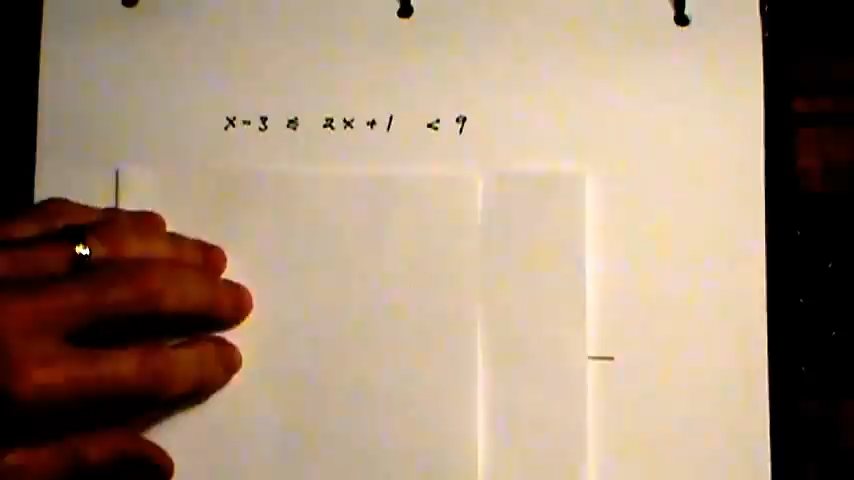 x - 3 ≤ 2x + 1 < 9